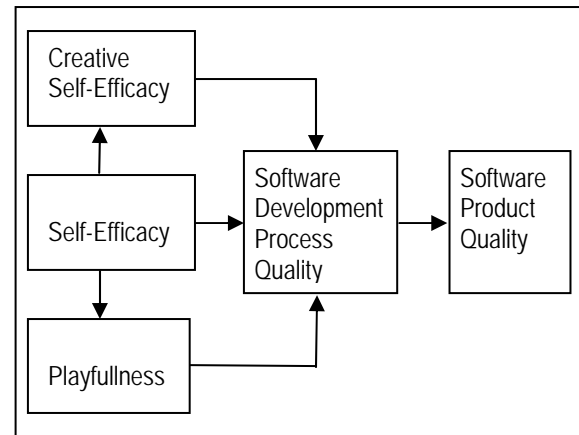 Creative
Self-Efficacy
Self-Efficacy
Playfullness
Software
Development
Process
Quality
Software
Product
Quality